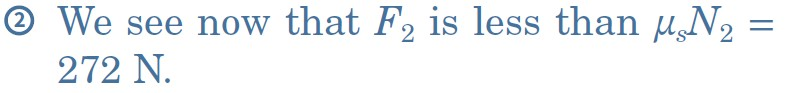 ② We see now that F₂ is less than μₛN₂ =
272 N.